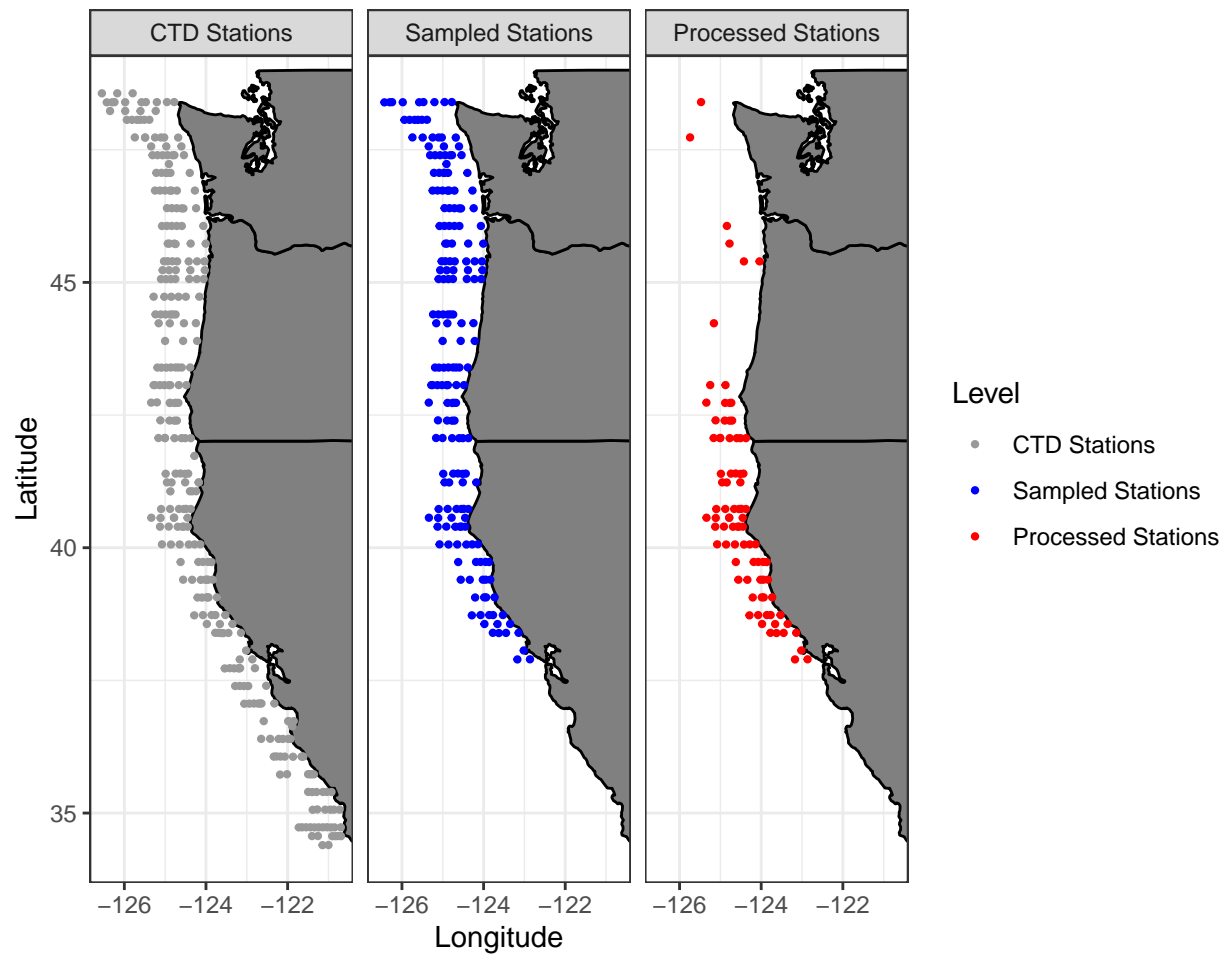 CTD Stations
Sampled Stations
Processed Stations
Latitude
45
40
35
−126
−124
−122
−126
−124
−122
−126
−124
−122
Longitude
Level
CTD Stations
Sampled Stations
Processed Stations